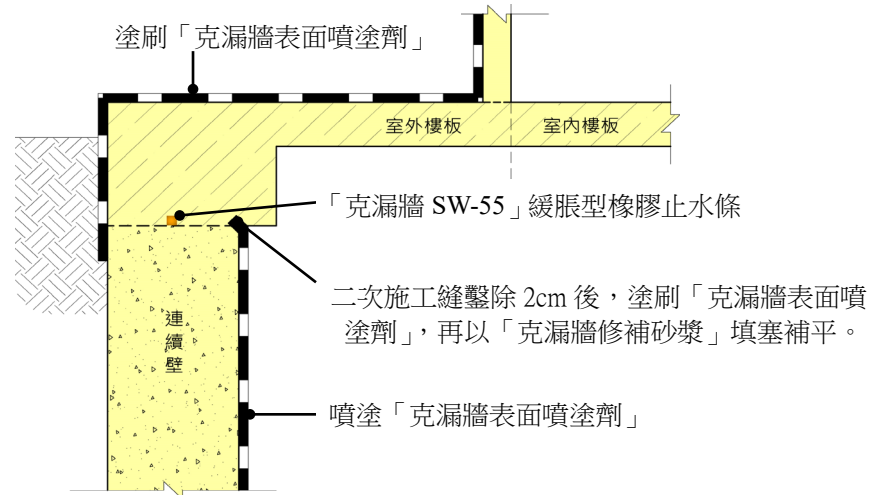 塗刷「克漏牆表面噴塗劑」
室外樓板
室內樓板
「克漏牆 SW-55」緩脹型橡膠止水條
二次施工縫鑿除 2cm 後，塗刷「克漏牆表面噴
塗劑」，再以「克漏牆修補砂漿」填塞補平。
連續壁
噴塗「克漏牆表面噴塗劑」